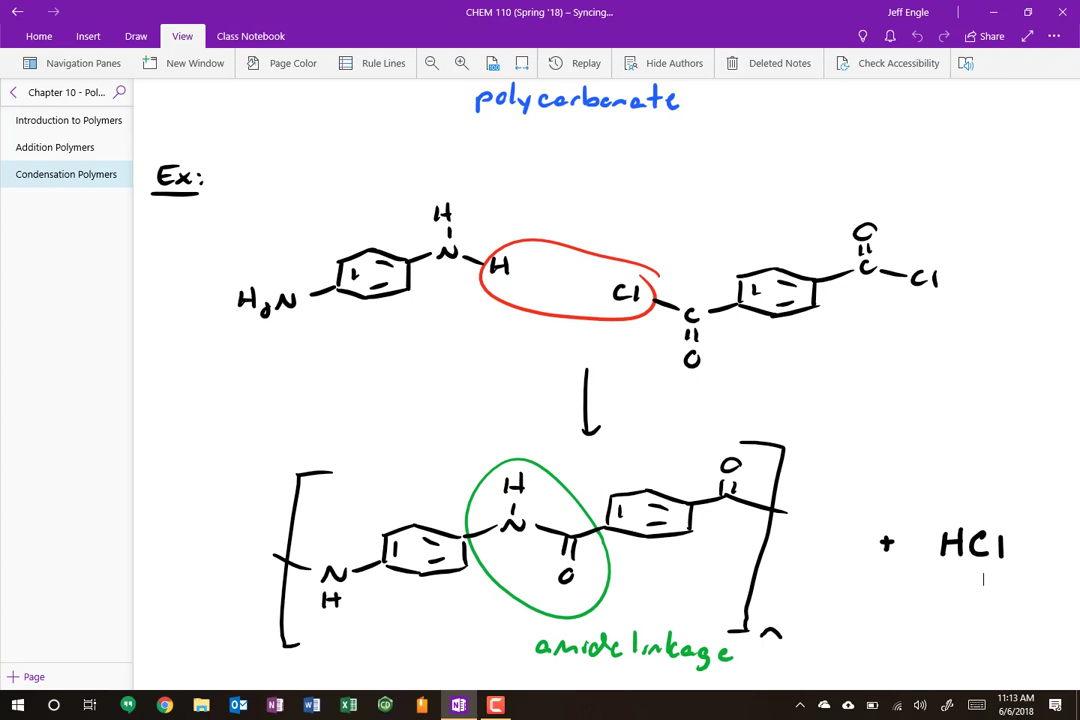 CHEM 110 (Spring '18) – Syncing...
Jeff Engle
Home Insert Draw View Class Notebook
Share
Navigation Panes New Window Page Color Rule Lines Replay Hide Authors Deleted Notes Check Accessibility
Chapter 10 - Pol...
Introduction to Polymers
Addition Polymers
Condensation Polymers
polycarbonate
Ex:
H
N
H
H₂N
Cl
C
O
O
C
Cl
H
N
O
O
N
H
n
+ HCl
amide linkage
+ Page
11:13 AM
6/6/2018